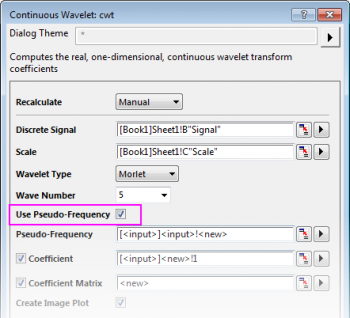 Continuous Wavelet: cwt
Dialog Theme *
Computes the real, one-dimensional, continuous wavelet transform
coefficients
Recalculate Manual
Discrete Signal [Book1]Sheet1!B"Signal"
Scale [Book1]Sheet1!C"Scale"
Wavelet Type Morlet
Wave Number 5
Use Pseudo-Frequency
Pseudo-Frequency [<input>]<input>!<new>
Coefficient [<input>]<new>!1
Coefficient Matrix <new>
Create Image Plot